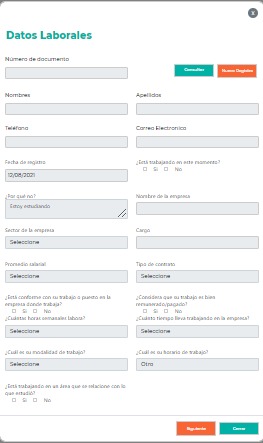 x
Datos Laborales
Número de documento
Consultar
Nuevo Registro
Nombres
Apellidos
Teléfono
Correo Electronico
Fecha de registro
12/08/2021
¿Está trabajando en este momento?
Si No
¿Por qué no?
Estoy estudiando
Nombre de la empresa
Sector de la empresa
Seleccione
Cargo
Promedio salarial
Seleccione
Tipo de contrato
Seleccione
¿Está conforme con su trabajo o puesto en la
empresa donde trabaja?
Si No
¿Considera que su trabajo es bien
remunerado/pagado?
Si No
¿Cuántas horas semanales labora?
Seleccione
¿Cuánto tiempo lleva trabajando en la empresa?
Seleccione
¿Cuál es su modalidad de trabajo?
Seleccione
¿Cuál es su horario de trabajo?
Otro
¿Está trabajando en un área que se relacione con lo
que estudió?
Si No
Siguiente
Cerrar